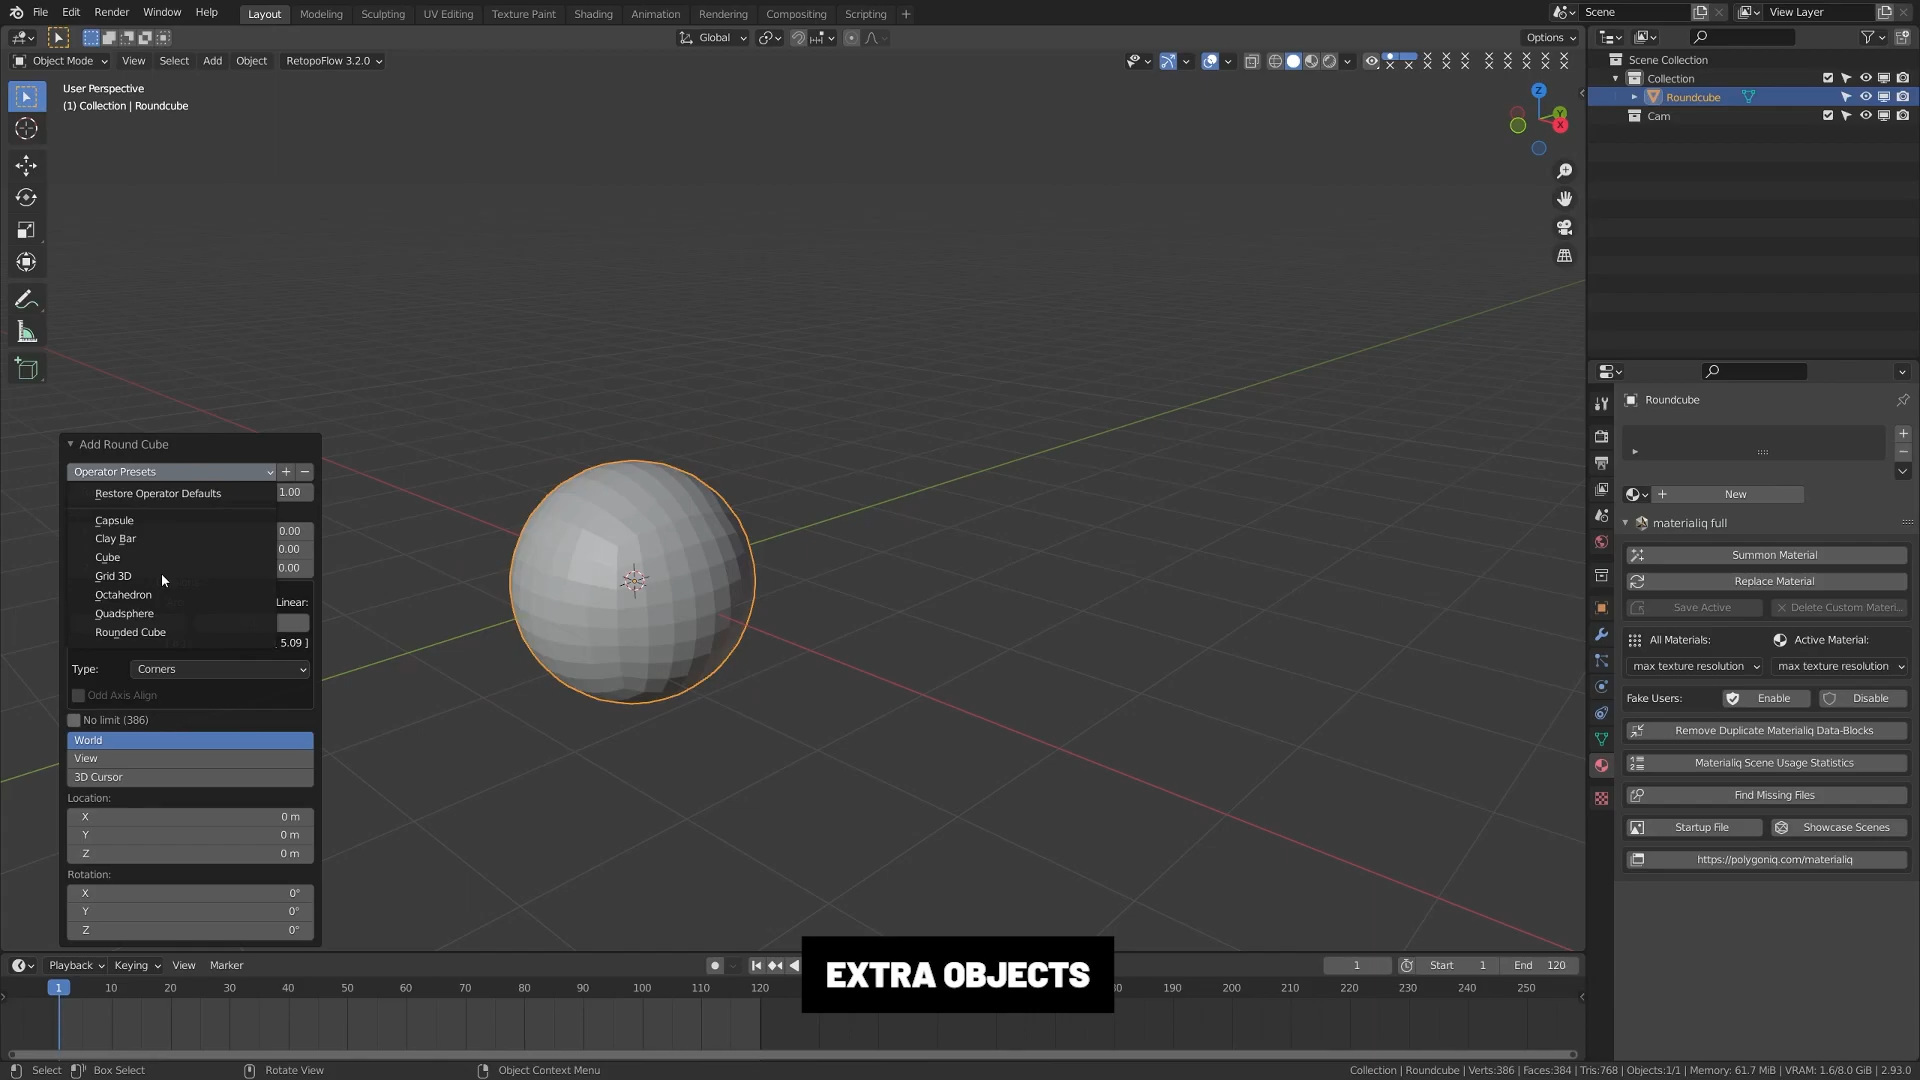 File Edit Render Window Help Layout Modeling Sculpting UV Editing Texture Paint Shading Animation Rendering Compositing Scripting + Scene View Layer
Global Options
Object Mode View Select Add Object RetopoFlow 3.2.0
User Perspective
(1) Collection | Roundcube
Z
Y
X
Scene Collection
Collection
Roundcube
Cam
Roundcube
New
materialiq full
Summon Material
Replace Material
Save Active Delete Custom Materi...
All Materials: Active Material:
max texture resolution max texture resolution
Fake Users: Enable Disable
Remove Duplicate Materialiq Data-Blocks
Materialiq Scene Usage Statistics
Find Missing Files
Startup File Showcase Scenes
https://polygoniq.com/materialiq
Add Round Cube
Operator Presets + −
Restore Operator Defaults 1.00
Capsule 0.00
Clay Bar 0.00
Cube 0.00
Grid 3D
Octahedron Linear:
Quadsphere
Rounded Cube 5.09 ]
Type: Corners
Odd Axis Align
No limit (386)
World
View
3D Cursor
Location:
X 0 m
Y 0 m
Z 0 m
Rotation:
X 0°
Y 0°
Z 0°
EXTRA OBJECTS
Playback Keying View Marker 1 Start 1 End 120
1 10 20 30 40 50 60 70 80 90 100 110 120 80 190 200 210 220 230 240 250
Select Box Select Rotate View Object Context Menu Collection | Roundcube | Verts:386 | Faces:384 | Tris:768 | Objects:1/1 | Memory: 61.7 MiB | VRAM: 1.6/8.0 GiB | 2.93.0